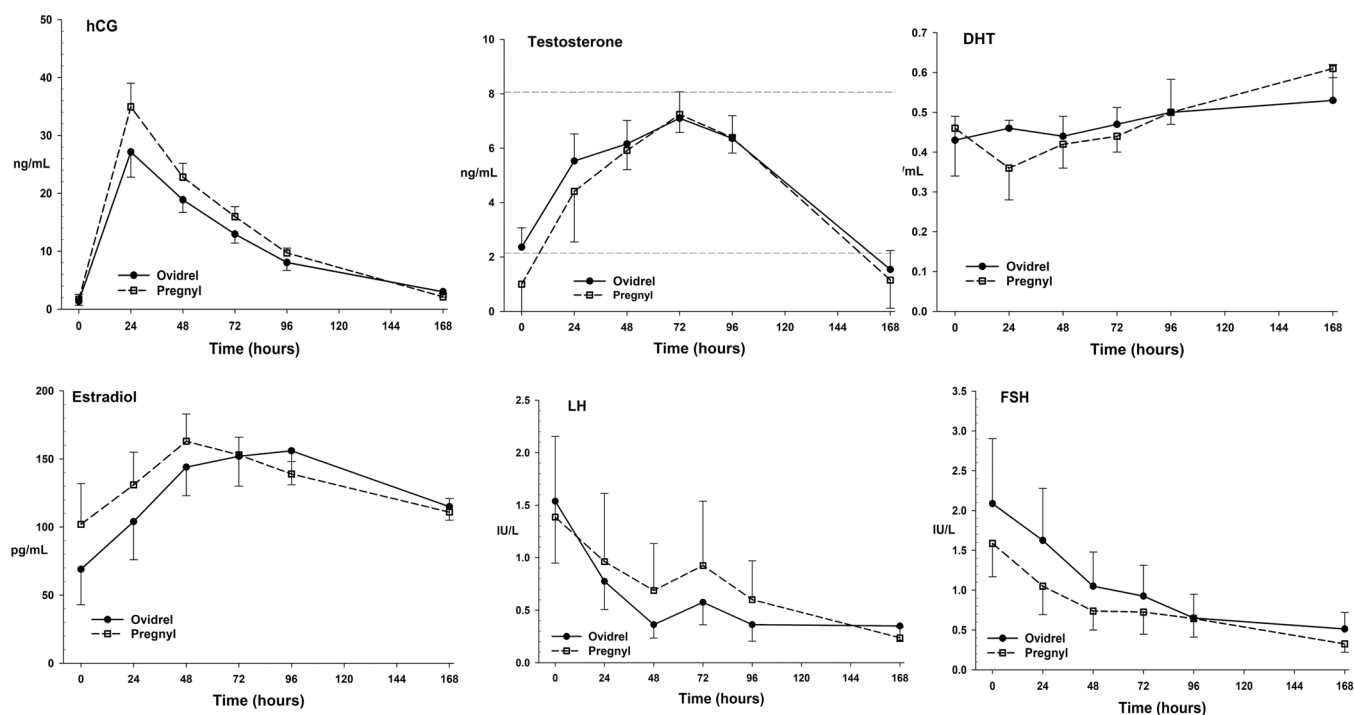 hCG
50
40
30
ng/mL
20
10
0
Ovidrel
Pregnyl
0 24 48 72 96 120 144 168
Time (hours)
Testosterone
10
8
6
ng/mL
4
2
0
Ovidrel
Pregnyl
0 24 48 72 96 120 144 168
Time (hours)
DHT
0.7
0.6
0.5
0.4
/mL
0.3
0.2
0.1
0.0
Ovidrel
Pregnyl
0 24 48 72 96 120 144 168
Time (hours)
Estradiol
200
150
100
pg/mL
50
0
Ovidrel
Pregnyl
0 24 48 72 96 120 144 168
Time (hours)
LH
2.5
2.0
1.5
IU/L
1.0
0.5
0.0
Ovidrel
Pregnyl
0 24 48 72 96 120 144 168
Time (hours)
FSH
3.5
3.0
2.5
2.0
IU/L
1.5
1.0
0.5
0.0
Ovidrel
Pregnyl
0 24 48 72 96 120 144 168
Time (hours)